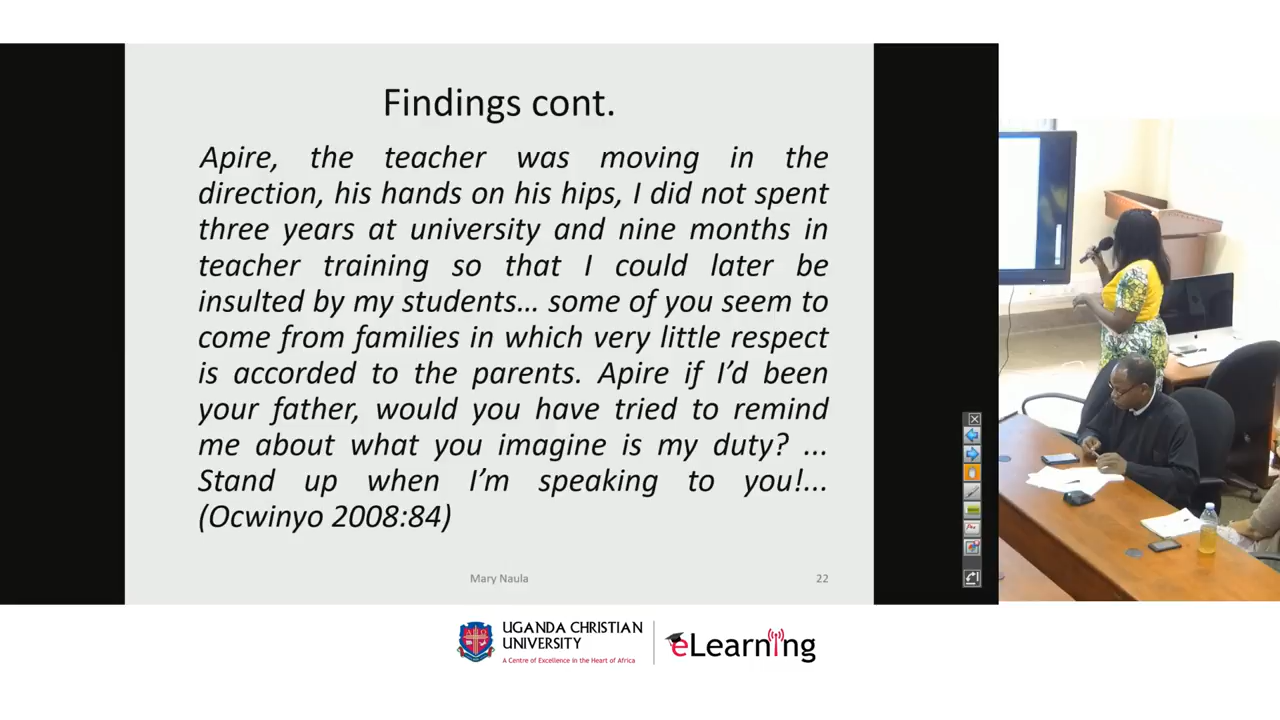 Findings cont.
Apire, the teacher was moving in the
direction, his hands on his hips, I did not spent
three years at university and nine months in
teacher training so that I could later be
insulted by my students… some of you seem to
come from families in which very little respect
is accorded to the parents. Apire if I’d been
your father, would you have tried to remind
me about what you imagine is my duty? ...
Stand up when I’m speaking to you!...
(Ocwinyo 2008:84)
Mary Naula
22
UGANDA CHRISTIAN
UNIVERSITY
A Centre of Excellence in the Heart of Africa
eLearning